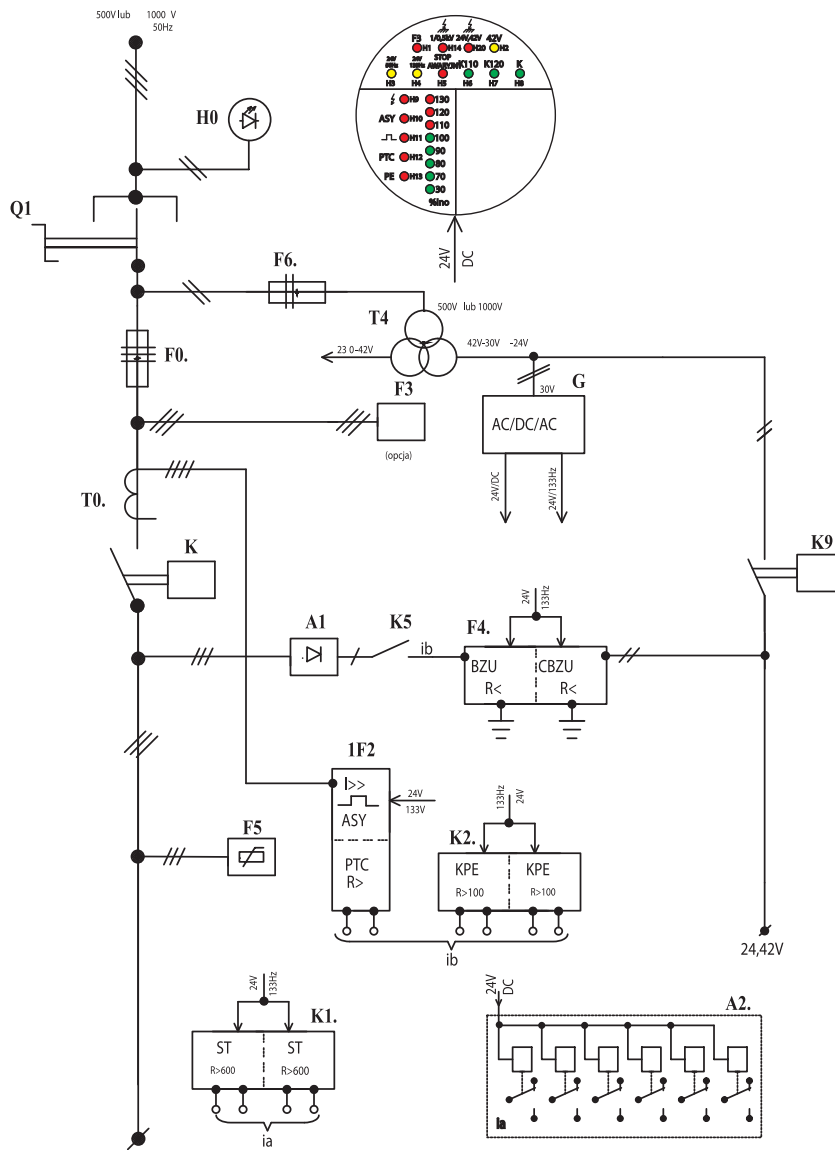 500V lub 1000 V
50Hz
F3 1/0,5kV 24V,42V 42V
H1 H14 H20 H2
24V 50Hz 24V 133Hz STOP AWARYJNY K110 K120 K
H3 H4 H5 H6 H7 H8
H9 130
120
ASY H10 110
H11 100
90
PTC H12 80
PE H13 70
30
%Ino
H0
Q1
24V DC
F6.
T4
500V lub 1000V
23 0-42V
42V-30V -24V
F0.
F3
(opcja)
G
30V
AC/DC/AC
24V/DC
24V/133Hz
T0.
K
K9
A1
K5
ib
F4.
24V 133Hz
BZU CBZU
R< R<
1F2
I>>
ASY
24V
133V
PTC
R>
F5
K2.
133Hz 24V
KPE KPE
R>100 R>100
ib
24,42V
K1.
24V 133Hz
ST ST
R>600 R>600
ia
24V DC
A2.
ia